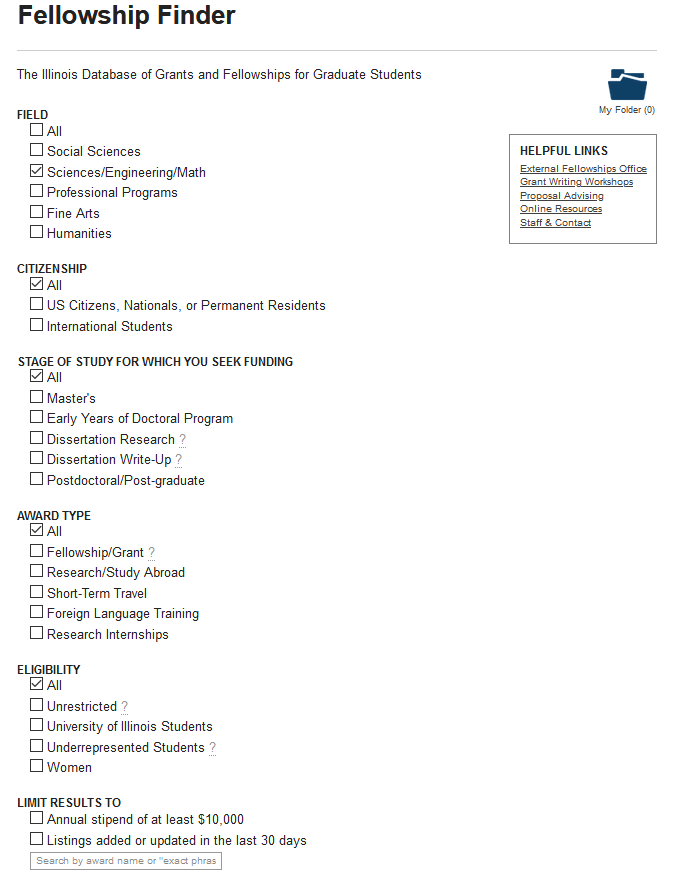 Fellowship Finder
The Illinois Database of Grants and Fellowships for Graduate Students
My Folder (0)
FIELD
All
Social Sciences
Sciences/Engineering/Math
Professional Programs
Fine Arts
Humanities
HELPFUL LINKS
External Fellowships Office
Grant Writing Workshops
Proposal Advising
Online Resources
Staff & Contact
CITIZENSHIP
All
US Citizens, Nationals, or Permanent Residents
International Students
STAGE OF STUDY FOR WHICH YOU SEEK FUNDING
All
Master's
Early Years of Doctoral Program
Dissertation Research ?
Dissertation Write-Up ?
Postdoctoral/Post-graduate
AWARD TYPE
All
Fellowship/Grant ?
Research/Study Abroad
Short-Term Travel
Foreign Language Training
Research Internships
ELIGIBILITY
All
Unrestricted ?
University of Illinois Students
Underrepresented Students ?
Women
LIMIT RESULTS TO
Annual stipend of at least $10,000
Listings added or updated in the last 30 days
Search by award name or "exact phras